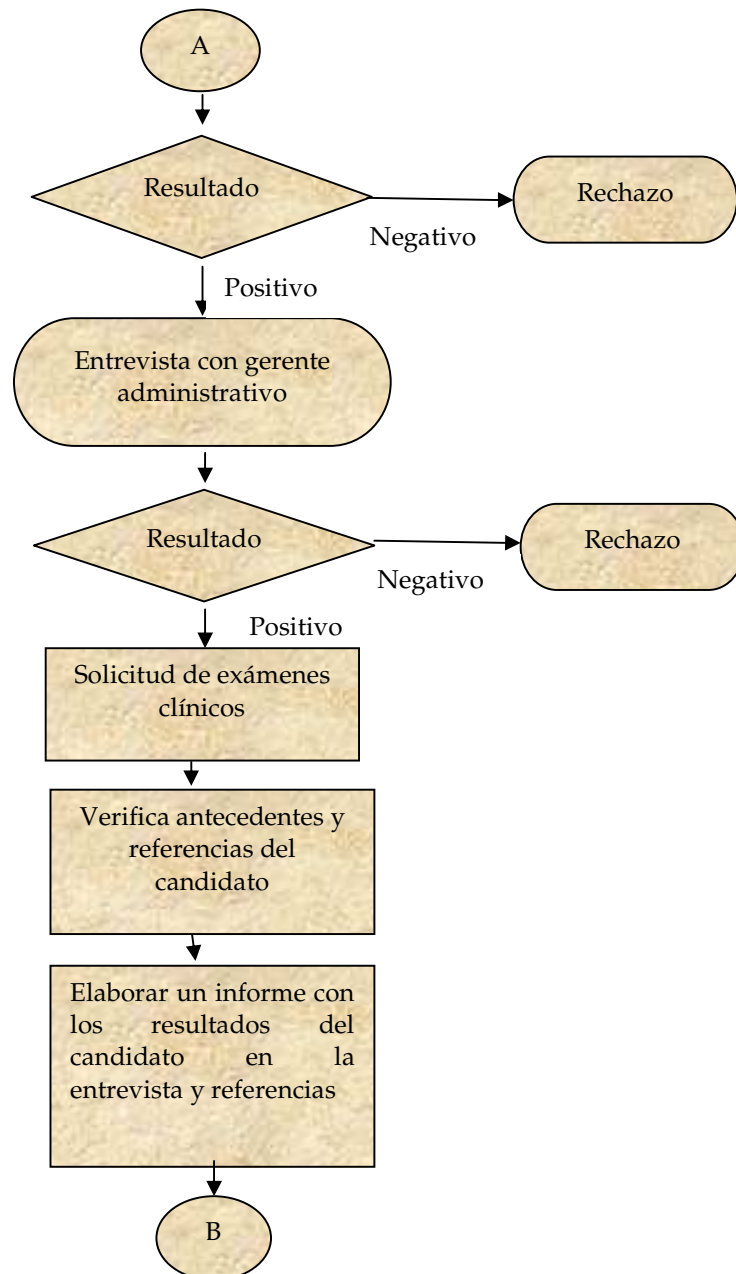 A
Resultado
Rechazo
Negativo
Positivo
Entrevista con gerente
administrativo
Resultado
Rechazo
Negativo
Positivo
Solicitud de exámenes
clínicos
Verifica antecedentes y
referencias del
candidato
Elaborar un informe con
los resultados del
candidato en la
entrevista y referencias
B